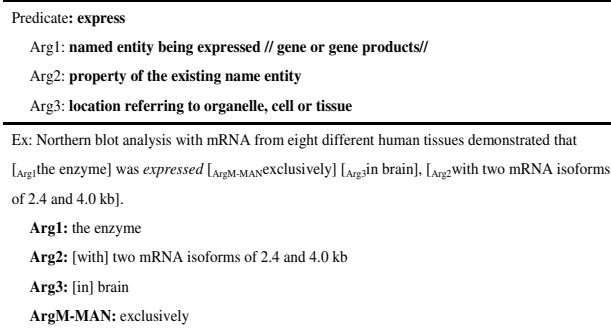 Predicate: express
Arg1: named entity being expressed // gene or gene products//
Arg2: property of the existing name entity
Arg3: location referring to organelle, cell or tissue
Ex: Northern blot analysis with mRNA from eight different human tissues demonstrated that
[Arg1the enzyme] was expressed [ArgM-MANexclusively] [Arg3in brain], [Arg2with two mRNA isoforms
of 2.4 and 4.0 kb].
Arg1: the enzyme
Arg2: [with] two mRNA isoforms of 2.4 and 4.0 kb
Arg3: [in] brain
ArgM-MAN: exclusively